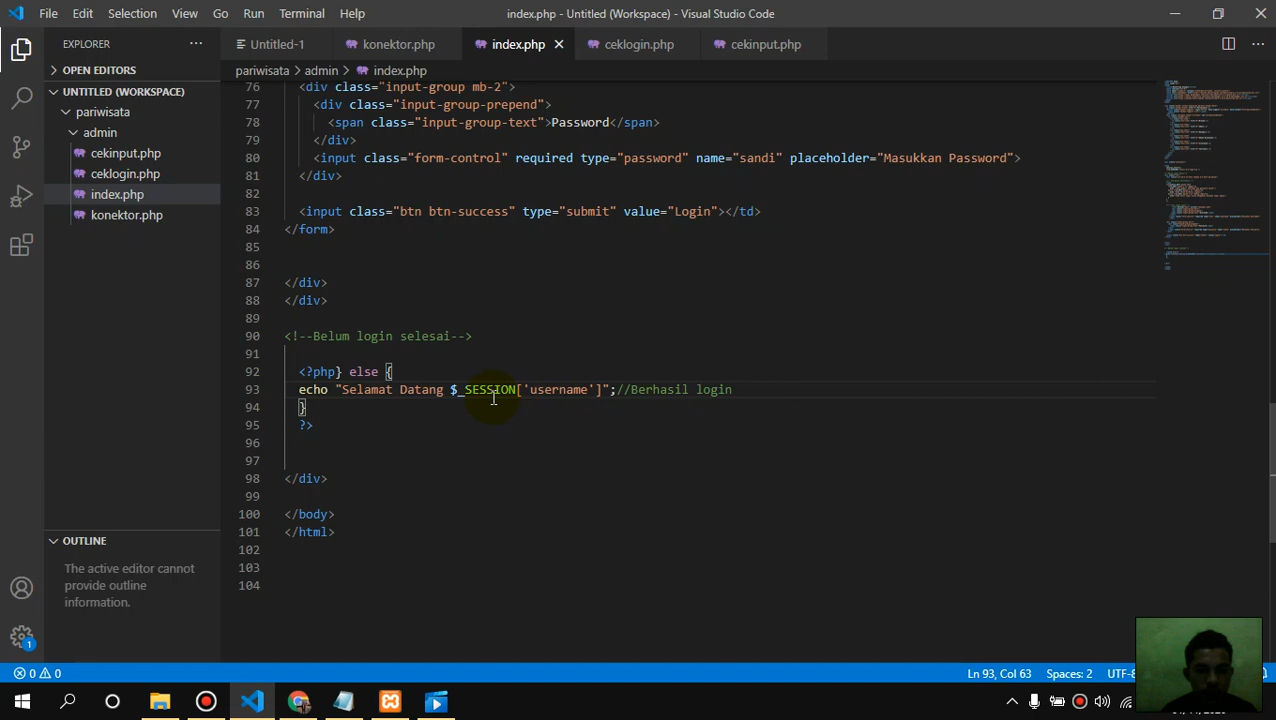 File Edit Selection View Go Run Terminal Help
index.php - Untitled (Workspace) - Visual Studio Code
EXPLORER
Untitled-1
konektor.php
index.php
ceklogin.php
cekinput.php
OPEN EDITORS
pariwisata > admin > index.php
UNTITLED (WORKSPACE)
pariwisata
admin
cekinput.php
ceklogin.php
index.php
konektor.php
76 <div class="input-group mb-2">
77 <div class="input-group-prepend">
78 <span class="input-group-text">Password</span>
79 </div>
80 <input class="form-control" required type="password" name="sandi" placeholder="Masukkan Password">
81 </div>
82
83 <input class="btn btn-success" type="submit" value="Login"></td>
84 </form>
85
86
87 </div>
88 </div>
89
90 <!--Belum login selesai-->
91
92 <?php} else {
93 echo "Selamat Datang $_SESSION['username']";//Berhasil login
94 }
95 ?>
96
97
98 </div>
99
100 </body>
101 </html>
102
103
104
OUTLINE
The active editor cannot
provide outline
information.
1
0 0
Ln 93, Col 63
Spaces: 2